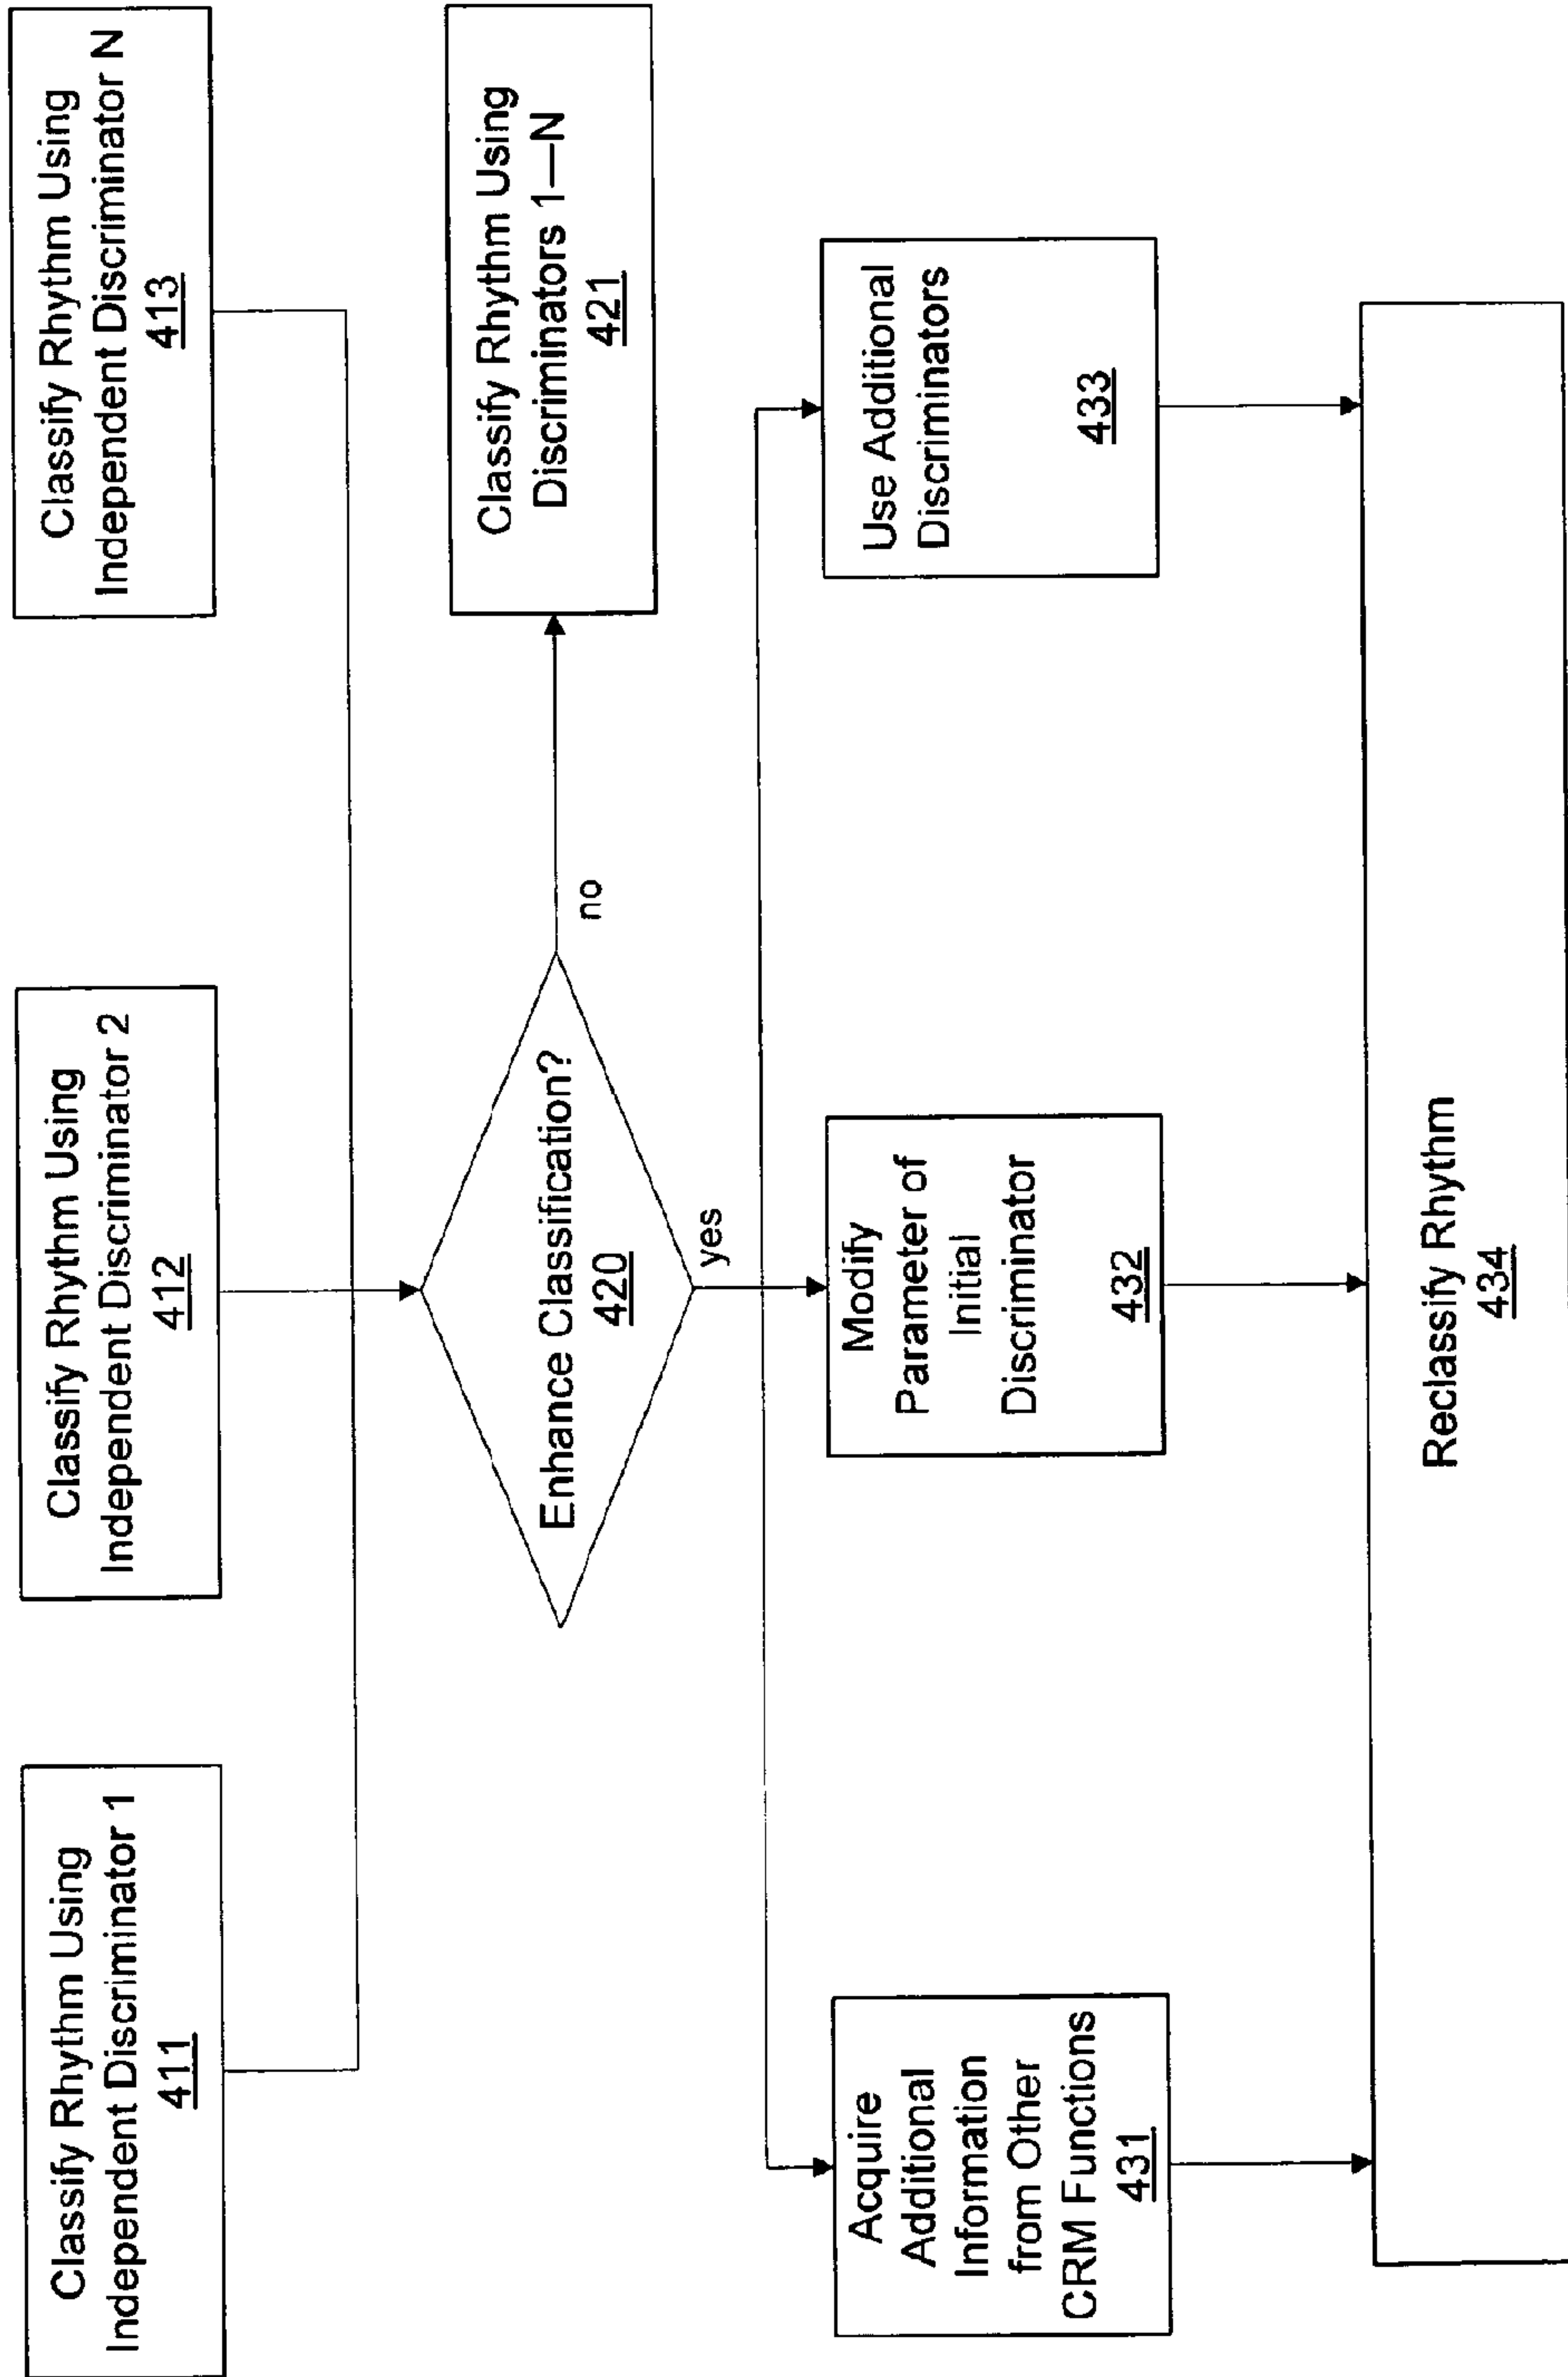 Classify Rhythm Using
Independent Discriminator 1
411
Classify Rhythm Using
Independent Discriminator 2
412
Classify Rhythm Using
Independent Discriminator N
413
Enhance Classification?
420
no
yes
Classify Rhythm Using
Discriminators 1—N
421
Acquire
Additional
Information
from Other
CRM Functions
431
Modify
Parameter of
Initial
Discriminator
432
Use Additional
Discriminators
433
Reclassify Rhythm
434